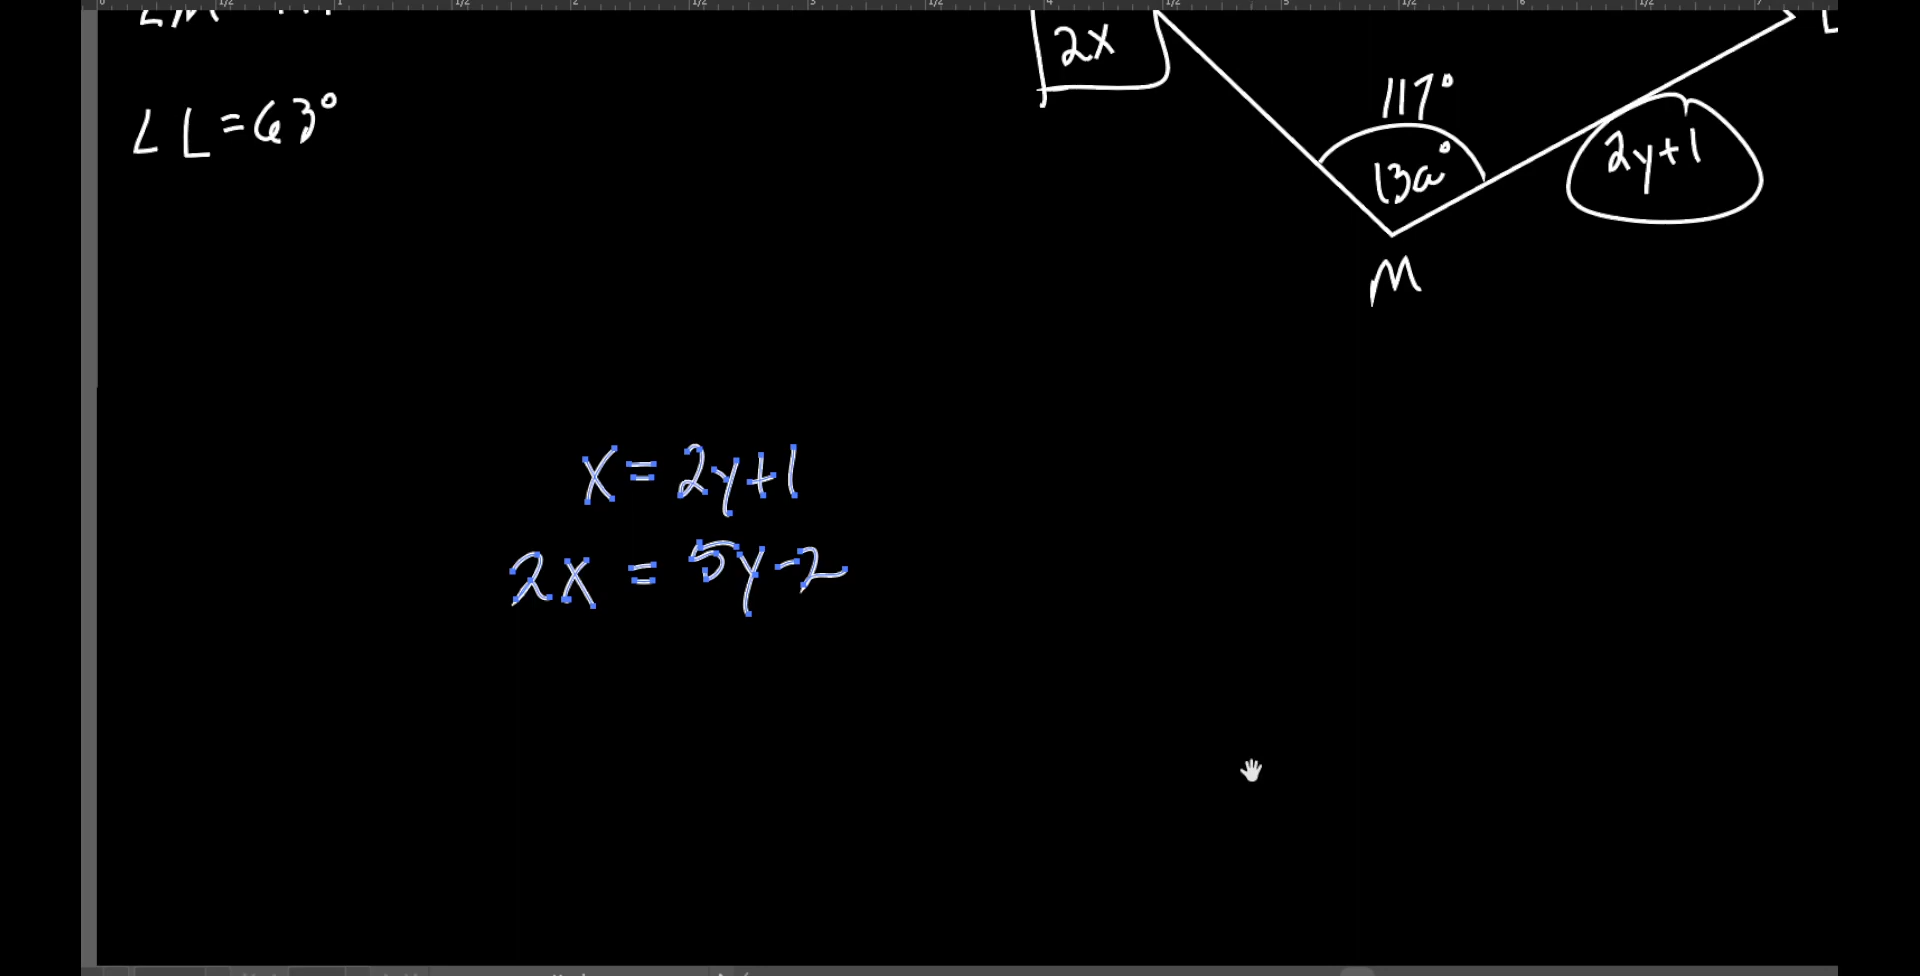 ∠L=63°
2x
117°
13a°
2y+1
M
x=2y+1
2x = 5y-2